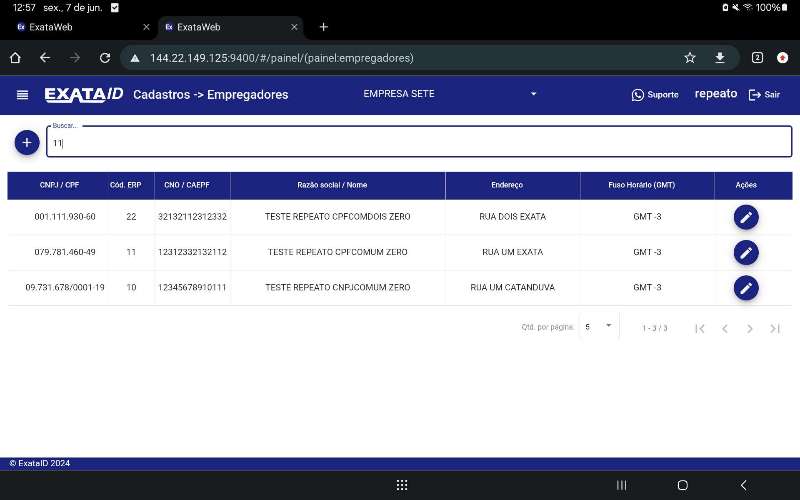 12:57 sex., 7 de jun. 100%
Ex ExataWeb Ex ExataWeb
144.22.149.125:9400/#/painel/(painel:empregadores) 2
EXATAID Cadastros -> Empregadores EMPRESA SETE Suporte repeato Sair
Buscar...
11
CNPJ / CPF Cód. ERP CNO / CAEPF Razão social / Nome Endereço Fuso Horário (GMT) Ações
001.111.930-60 22 32132112312332 TESTE REPEATO CPFCOMDOIS ZERO RUA DOIS EXATA GMT -3
079.781.460-49 11 12312332132112 TESTE REPEATO CPFCOMUM ZERO RUA UM EXATA GMT -3
09.731.678/0001-19 10 12345678910111 TESTE REPEATO CNPJCOMUM ZERO RUA UM CATANDUVA GMT -3
Qtd. por página: 5 1 - 3 / 3
© ExataID 2024